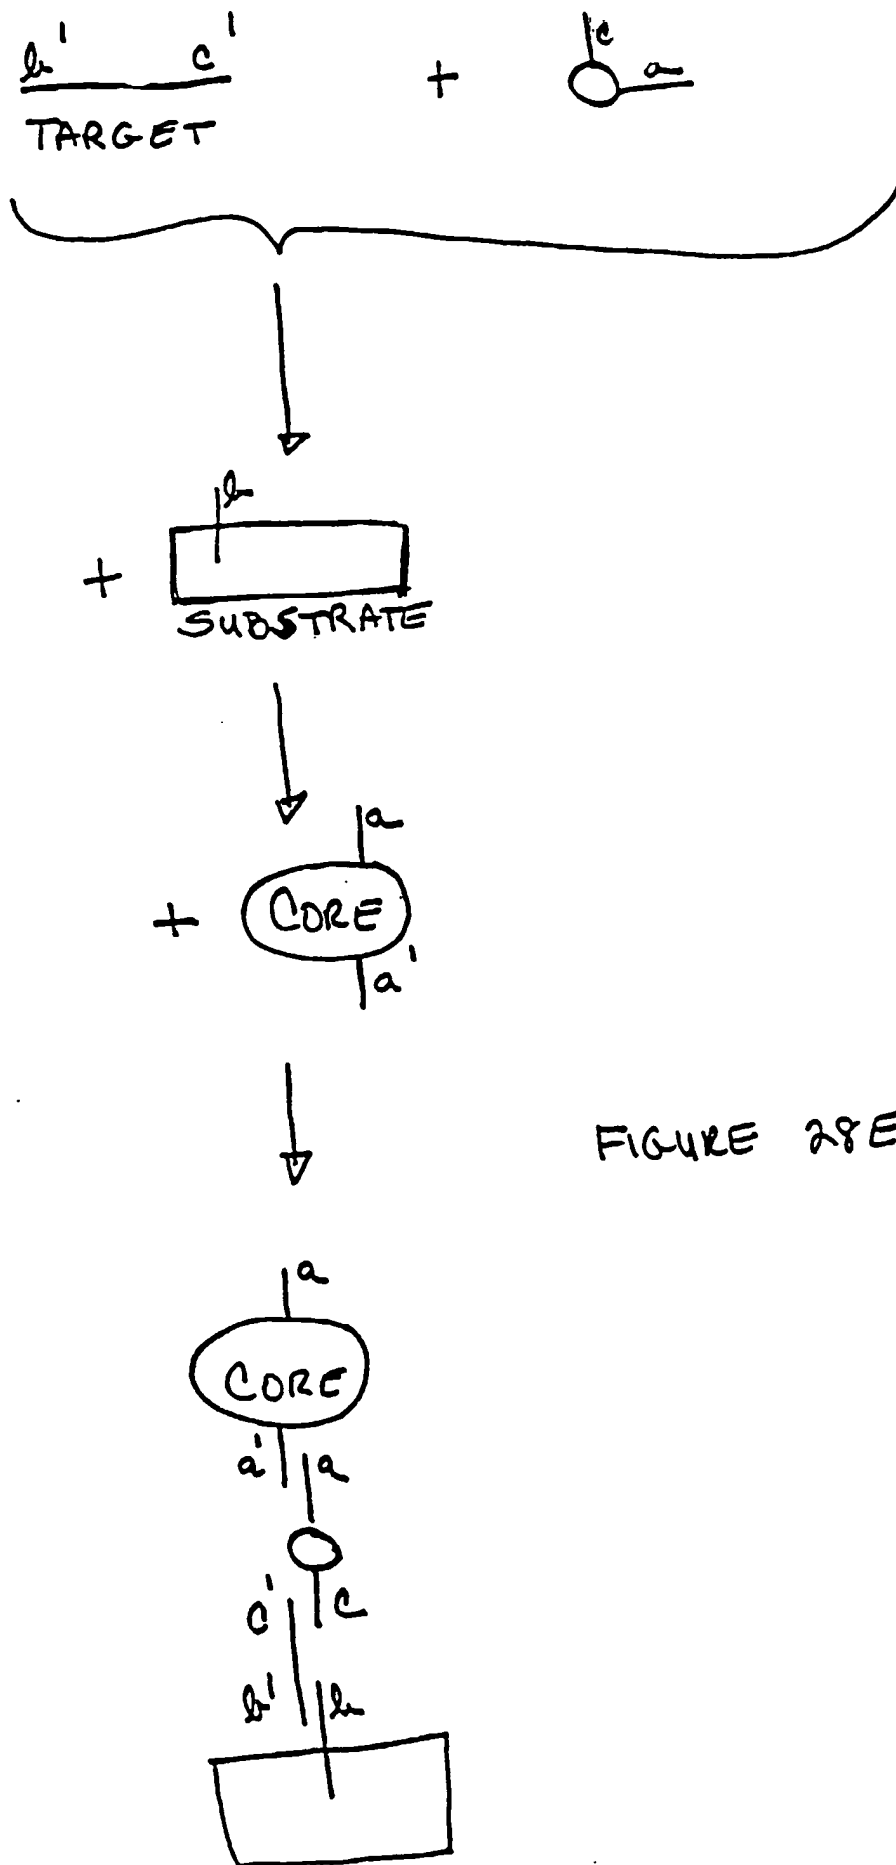 b' c' + c a
TARGET
b
+
SUBSTRATE
a
+ CORE
a'
FIGURE 28E
a
CORE
a' a
c' c
b' b